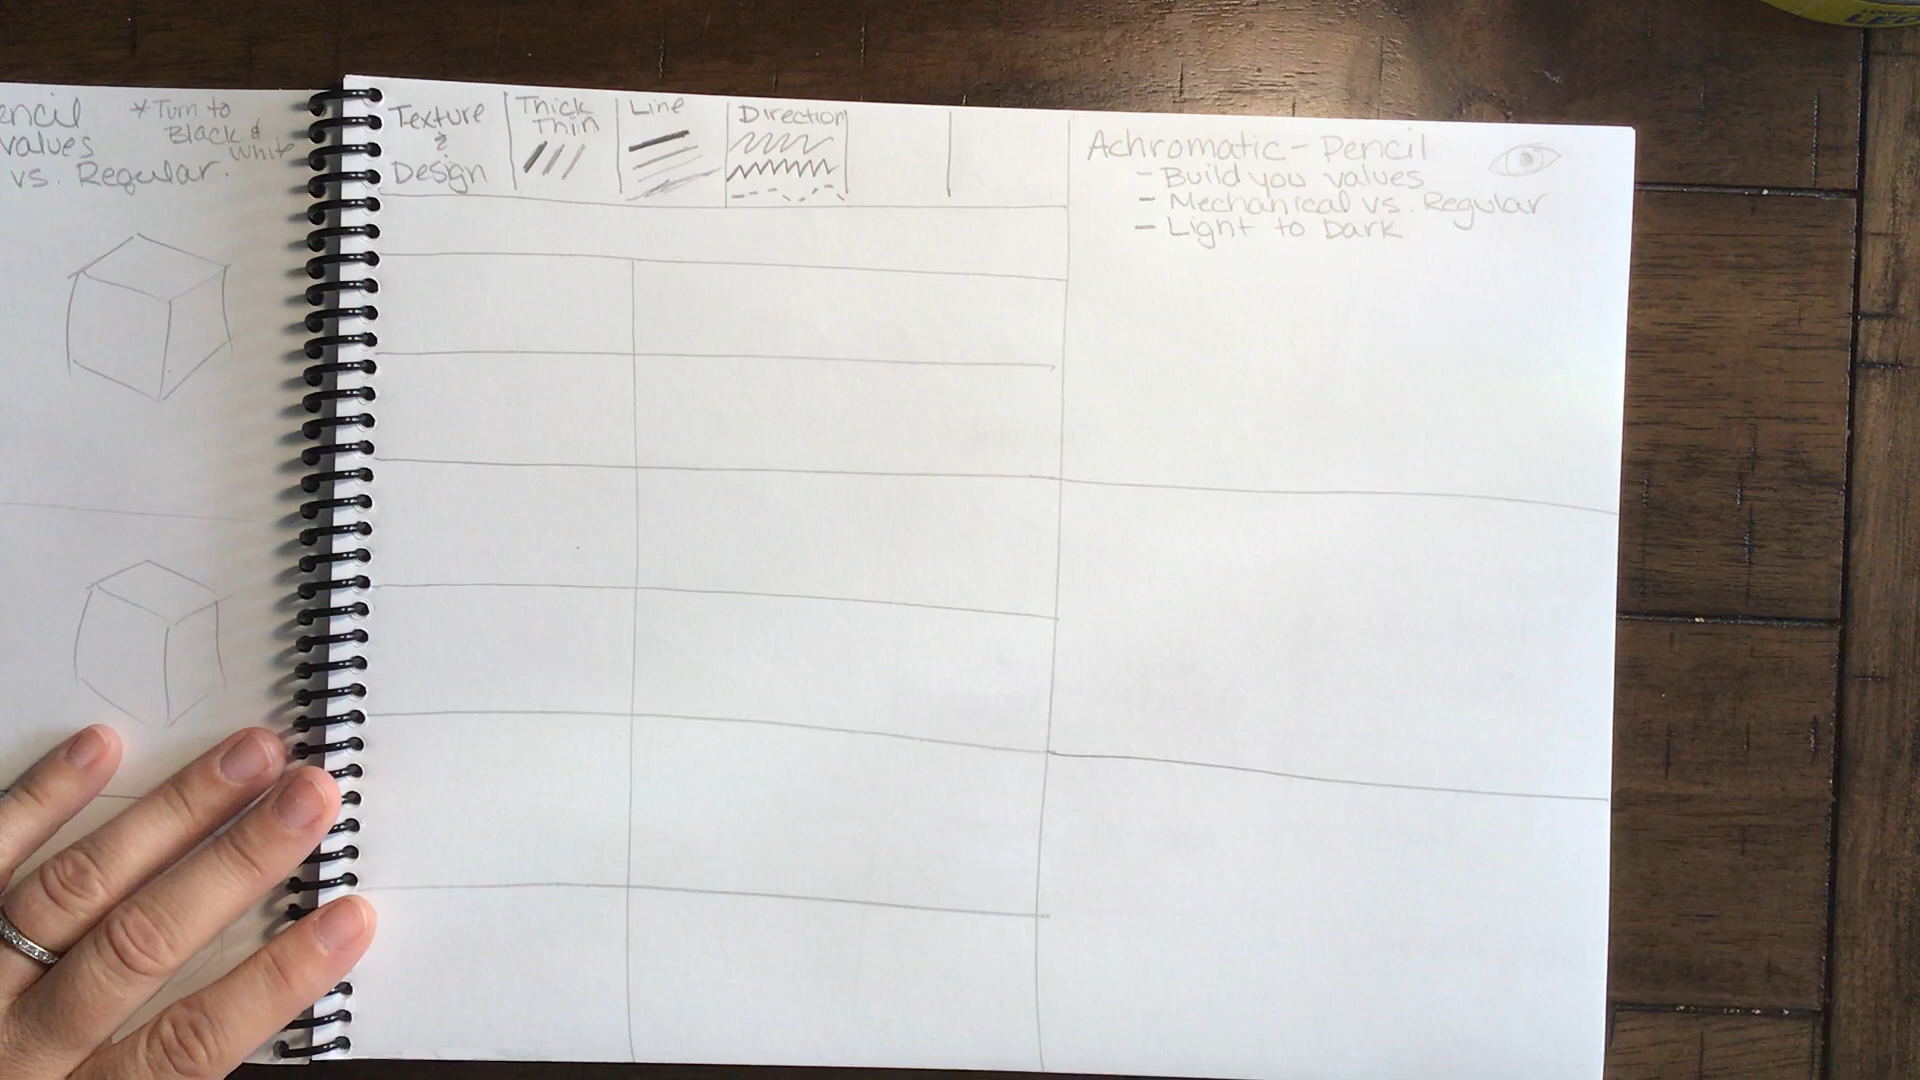 encil
values
vs. Regular.
*Turn to
Black &
White
Texture
&
Design
Thick
Thin
Line
Direction
Achromatic - Pencil
- Build you values
- Mechanical vs. Regular
- Light to Dark